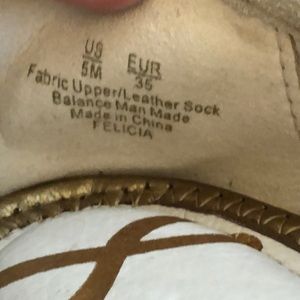 US EUR
5M 35
Fabric Upper/Leather Sock
Balance Man Made
Made in China
FELICIA